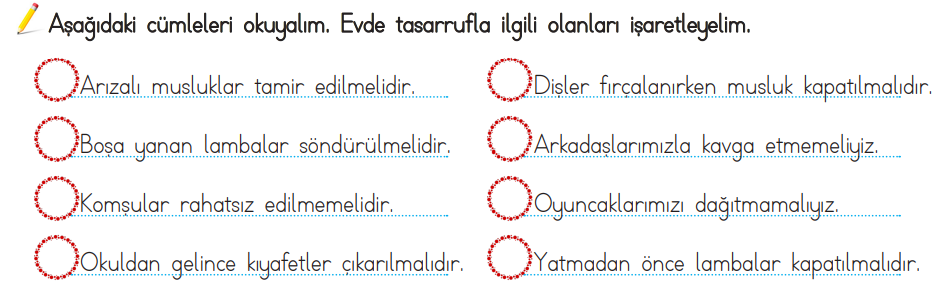 Aşağıdaki cümleleri okuyalım. Evde tasarrufla ilgili olanları işaretleyelim.
Arızalı musluklar tamir edilmelidir.
Boşa yanan lambalar söndürülmelidir.
Komşular rahatsız edilmemelidir.
Okuldan gelince kıyafetler çıkarılmalıdır.
Dişler fırçalanırken musluk kapatılmalıdır.
Arkadaşlarımızla kavga etmemeliyiz.
Oyuncaklarımızı dağıtmamalıyız.
Yatmadan önce lambalar kapatılmalıdır.